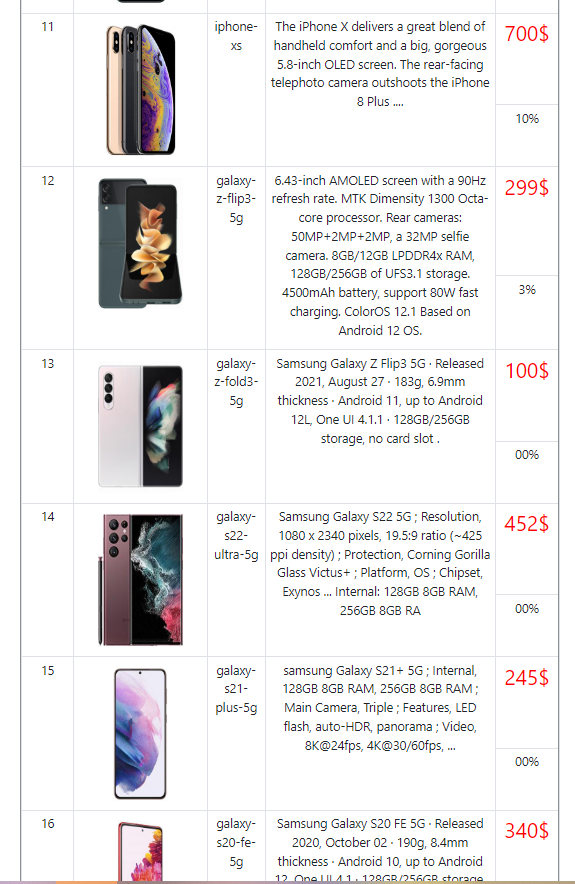 11
iphone-
xs
The iPhone X delivers a great blend of
handheld comfort and a big, gorgeous
5.8-inch OLED screen. The rear-facing
telephoto camera outshoots the iPhone
8 Plus ....
700$
10%
12
galaxy-
z-flip3-
5g
6.43-inch AMOLED screen with a 90Hz
refresh rate. MTK Dimensity 1300 Octa-
core processor. Rear cameras:
50MP+2MP+2MP, a 32MP selfie
camera. 8GB/12GB LPDDR4x RAM,
128GB/256GB of UFS3.1 storage.
4500mAh battery, support 80W fast
charging. ColorOS 12.1 Based on
Android 12 OS.
299$
3%
13
galaxy-
z-fold3-
5g
Samsung Galaxy Z Flip3 5G · Released
2021, August 27 · 183g, 6.9mm
thickness · Android 11, up to Android
12L, One UI 4.1.1 · 128GB/256GB
storage, no card slot .
100$
00%
14
galaxy-
s22-
ultra-5g
Samsung Galaxy S22 5G ; Resolution,
1080 x 2340 pixels, 19.5:9 ratio (~425
ppi density) ; Protection, Corning Gorilla
Glass Victus+ ; Platform, OS ; Chipset,
Exynos ... Internal: 128GB 8GB RAM,
256GB 8GB RA
452$
00%
15
galaxy-
s21-
plus-5g
samsung Galaxy S21+ 5G ; Internal,
128GB 8GB RAM, 256GB 8GB RAM ;
Main Camera, Triple ; Features, LED
flash, auto-HDR, panorama ; Video,
8K@24fps, 4K@30/60fps, ...
245$
00%
16
galaxy-
s20-fe-
5g
Samsung Galaxy S20 FE 5G · Released
2020, October 02 · 190g, 8.4mm
thickness · Android 10, up to Android
12, One UI 4.1 · 128GB/256GB storage
340$